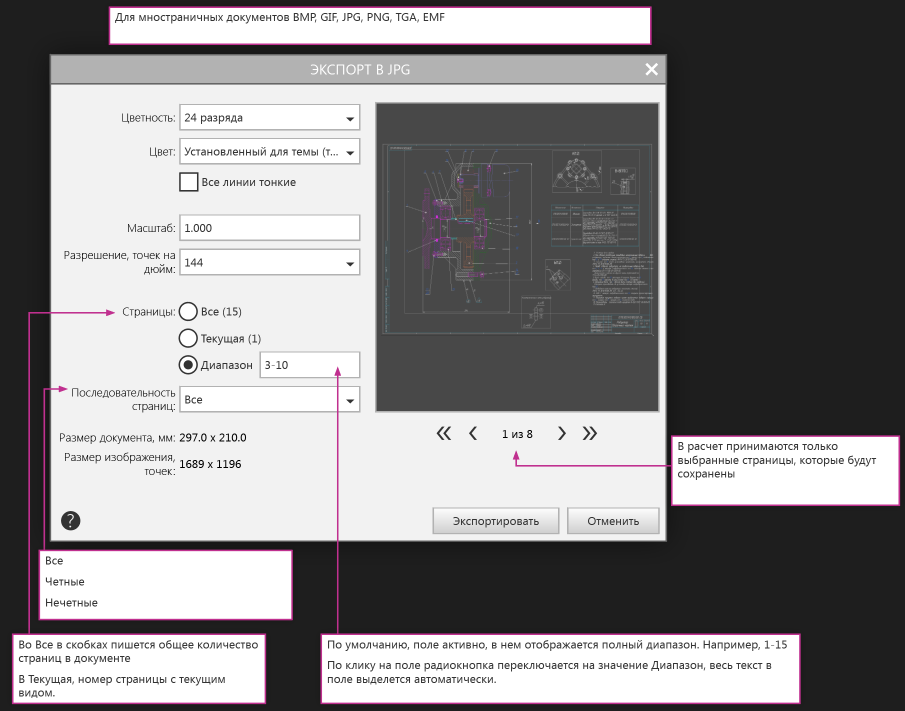 Для мностраничных документов BMP, GIF, JPG, PNG, TGA, EMF
ЭКСПОРТ В JPG
Цветность: 24 разряда
Цвет: Установленный для темы (т...
Все линии тонкие
Масштаб: 1.000
Разрешение, точек на
дюйм: 144
Страницы: Все (15)
Текущая (1)
Диапазон 3-10
Последовательность
страниц: Все
Размер документа, мм: 297.0 x 210.0
Размер изображения,
точек: 1689 x 1196
1 из 8
В расчет принимаются только
выбранные страницы, которые будут
сохранены
?
Экспортировать
Отменить
Все
Четные
Нечетные
Во Все в скобках пишется общее количество
страниц в документе
В Текущая, номер страницы с текущим
видом.
По умолчанию, поле активно, в нем отображается полный диапазон. Например, 1-15
По клику на поле радиокнопка переключается на значение Диапазон, весь текст в
поле выделется автоматически.